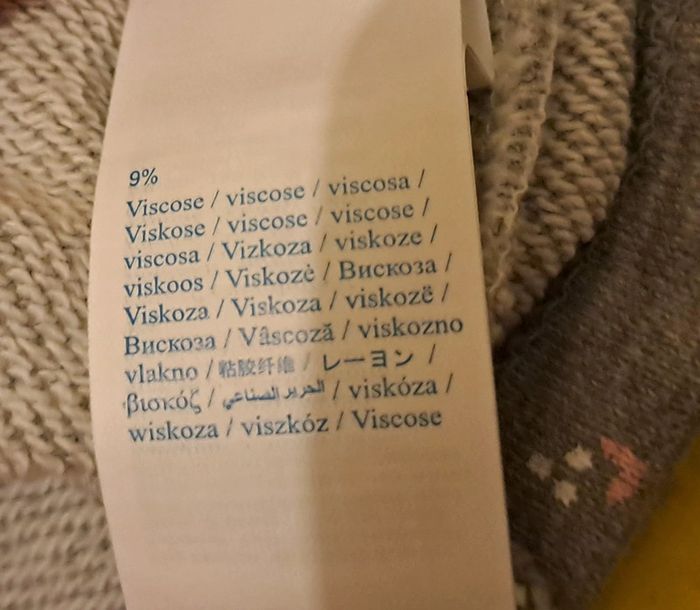 9%
Viscose / viscose / viscosa /
Viskose / viscose / viscose /
viscosa / Vizkoza / viskoze /
viskoos / Viskozė / Вискоза /
Viskoza / Viskoza / viskozë /
Вискоза / Vâscoză / viskozno
vlakno / 粘胶纤维 / レーヨン /
βισκόζ / الحرير الصناعي / viskóza /
wiskoza / viszkóz / Viscose